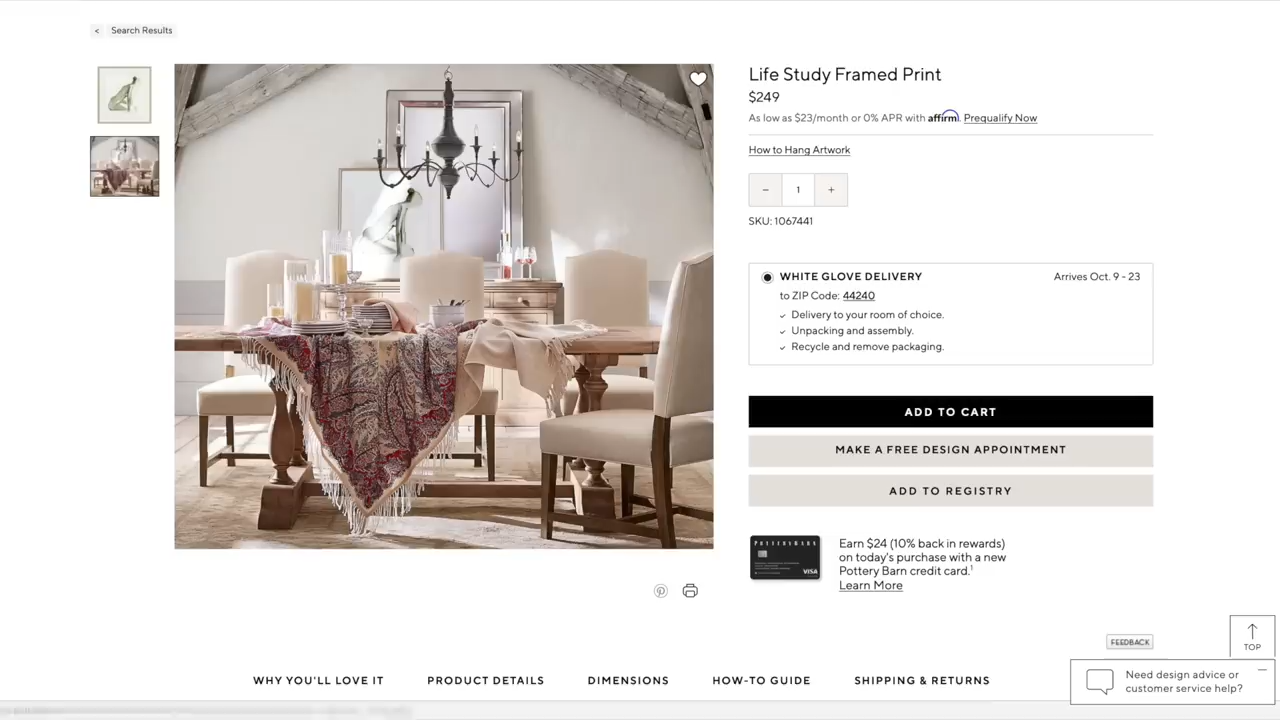 < Search Results
Life Study Framed Print
$249
As low as $23/month or 0% APR with affirm. Prequalify Now
How to Hang Artwork
− 1 +
SKU: 1067441
WHITE GLOVE DELIVERY Arrives Oct. 9 - 23
to ZIP Code: 44240
✓ Delivery to your room of choice.
✓ Unpacking and assembly.
✓ Recycle and remove packaging.
ADD TO CART
MAKE A FREE DESIGN APPOINTMENT
ADD TO REGISTRY
POTTERY BARN
VISA
Earn $24 (10% back in rewards)
on today's purchase with a new
Pottery Barn credit card.¹
Learn More
FEEDBACK
TOP
WHY YOU'LL LOVE IT PRODUCT DETAILS DIMENSIONS HOW-TO GUIDE SHIPPING & RETURNS
Need design advice or
customer service help?